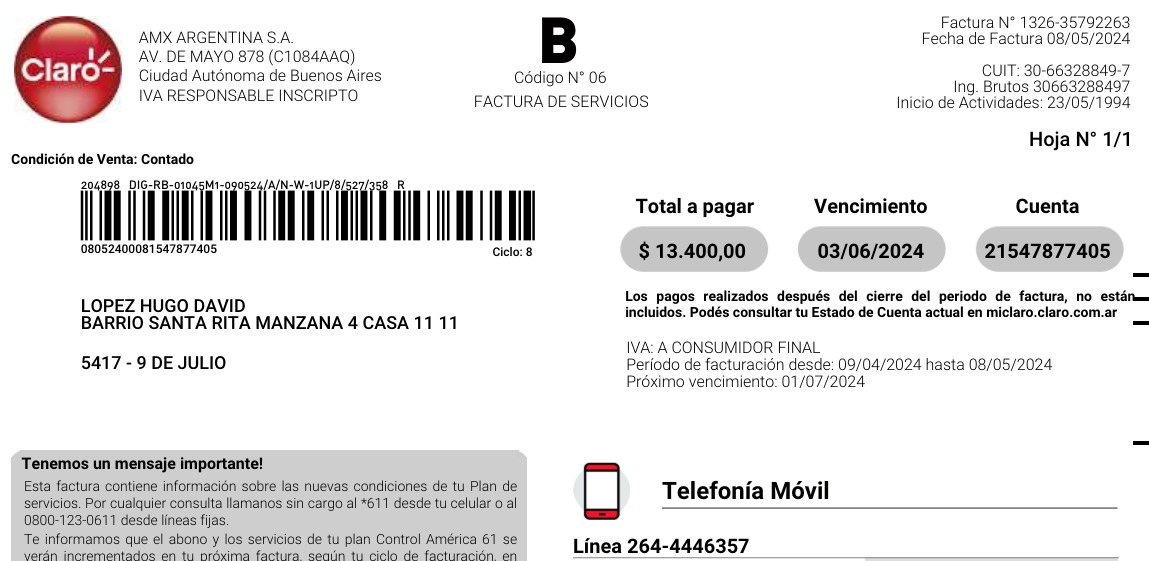 Claro
AMX ARGENTINA S.A.
AV. DE MAYO 878 (C1084AAQ)
Ciudad Autónoma de Buenos Aires
IVA RESPONSABLE INSCRIPTO
B
Código N° 06
FACTURA DE SERVICIOS
Factura N° 1326-35792263
Fecha de Factura 08/05/2024
CUIT: 30-66328849-7
Ing. Brutos 30663288497
Inicio de Actividades: 23/05/1994
Hoja N° 1/1
Condición de Venta: Contado
204898 DIG-RB-01045M1-090524/A/N-W-1UP/8/527/358 R
08052400081547877405
Ciclo: 8
LOPEZ HUGO DAVID
BARRIO SANTA RITA MANZANA 4 CASA 11 11
5417 - 9 DE JULIO
Total a pagar Vencimiento Cuenta
$ 13.400,00 03/06/2024 21547877405
Los pagos realizados después del cierre del periodo de factura, no están
incluidos. Podés consultar tu Estado de Cuenta actual en miclaro.claro.com.ar
IVA: A CONSUMIDOR FINAL
Período de facturación desde: 09/04/2024 hasta 08/05/2024
Próximo vencimiento: 01/07/2024
Tenemos un mensaje importante!
Esta factura contiene información sobre las nuevas condiciones de tu Plan de
servicios. Por cualquier consulta llamanos sin cargo al *611 desde tu celular o al
0800-123-0611 desde líneas fijas.
Te informamos que el abono y los servicios de tu plan Control América 61 se
verán incrementados en tu próxima factura, según tu ciclo de facturación, en
Telefonía Móvil
Línea 264-4446357